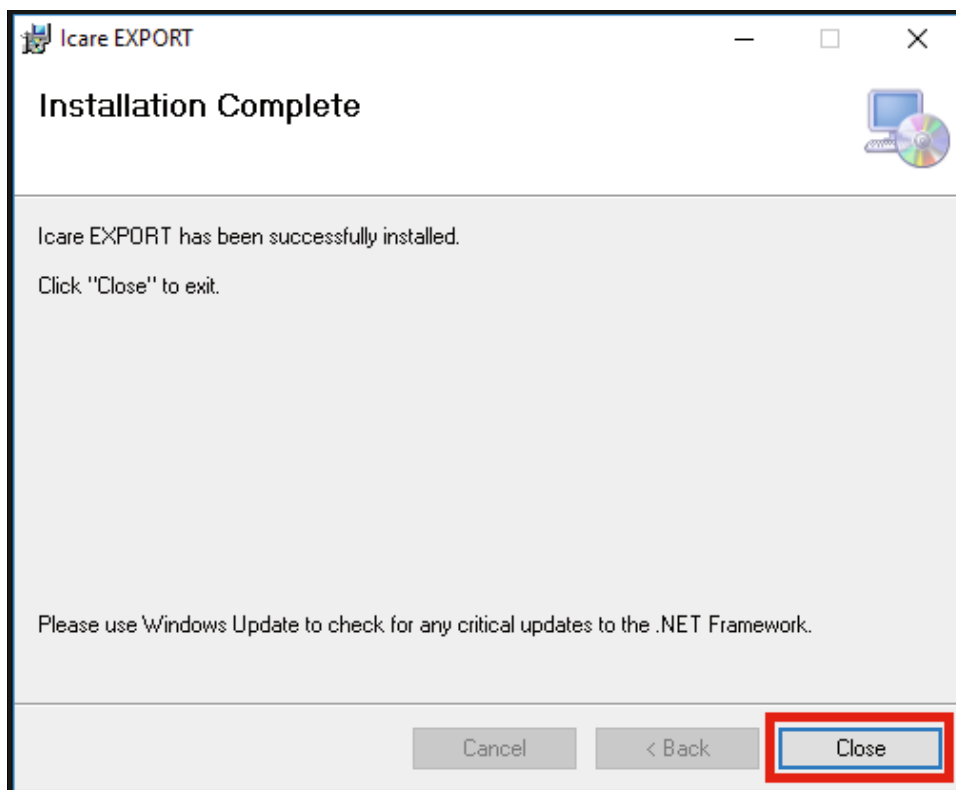 Icare EXPORT
Installation Complete
Icare EXPORT has been successfully installed.
Click "Close" to exit.
Please use Windows Update to check for any critical updates to the .NET Framework.
Cancel
< Back
Close